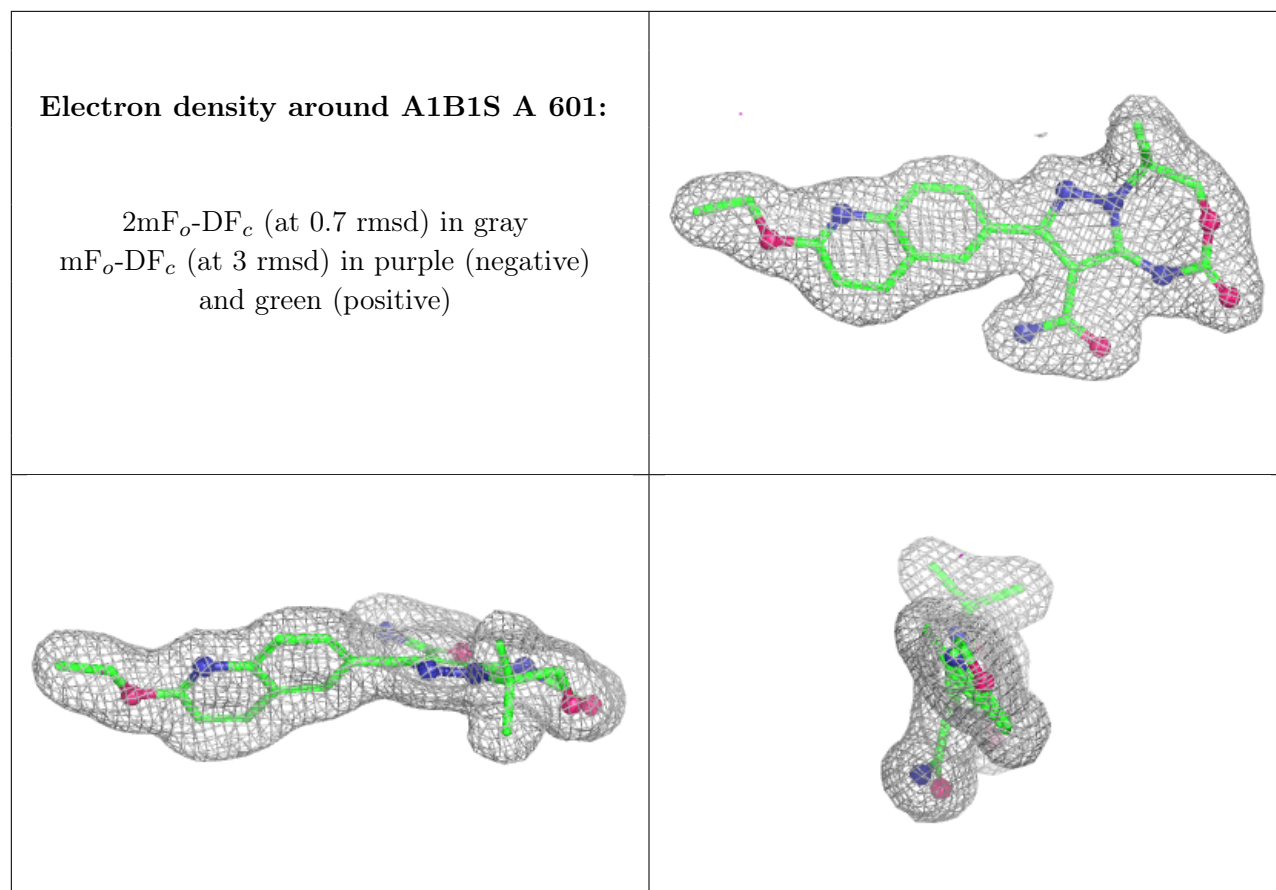 Electron density around A1B1S A 601:
2mFo-DFc (at 0.7 rmsd) in gray
mFo-DFc (at 3 rmsd) in purple (negative)
and green (positive)